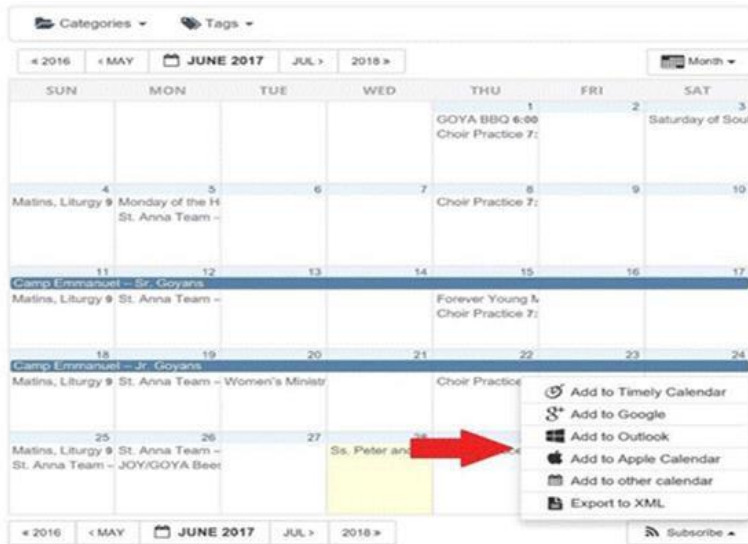 Categories Tags
« 2016 ‹ MAY JUNE 2017 JUL › 2018 » Month
SUN MON TUE WED THU FRI SAT
1 2 3
GOYA BBQ 6:00 Saturday of Sou
Choir Practice 7:
4 5 6 7 8 9 10
Matins, Liturgy 9 Monday of the H Choir Practice 7:
St. Anna Team –
11 12 13 14 15 16 17
Camp Emmanuel – Sr. Goyans
Matins, Liturgy 9 St. Anna Team – Forever Young M
Choir Practice 7:
18 19 20 21 22 23 24
Camp Emmanuel – Jr. Goyans
Matins, Liturgy 9 St. Anna Team – Women's Ministr Choir Practice
25 26 27 28
Matins, Liturgy 9 St. Anna Team – Ss. Peter and
St. Anna Team – JOY/GOYA Bees
Add to Timely Calendar
Add to Google
Add to Outlook
Add to Apple Calendar
Add to other calendar
Export to XML
« 2016 ‹ MAY JUNE 2017 JUL › 2018 » Subscribe